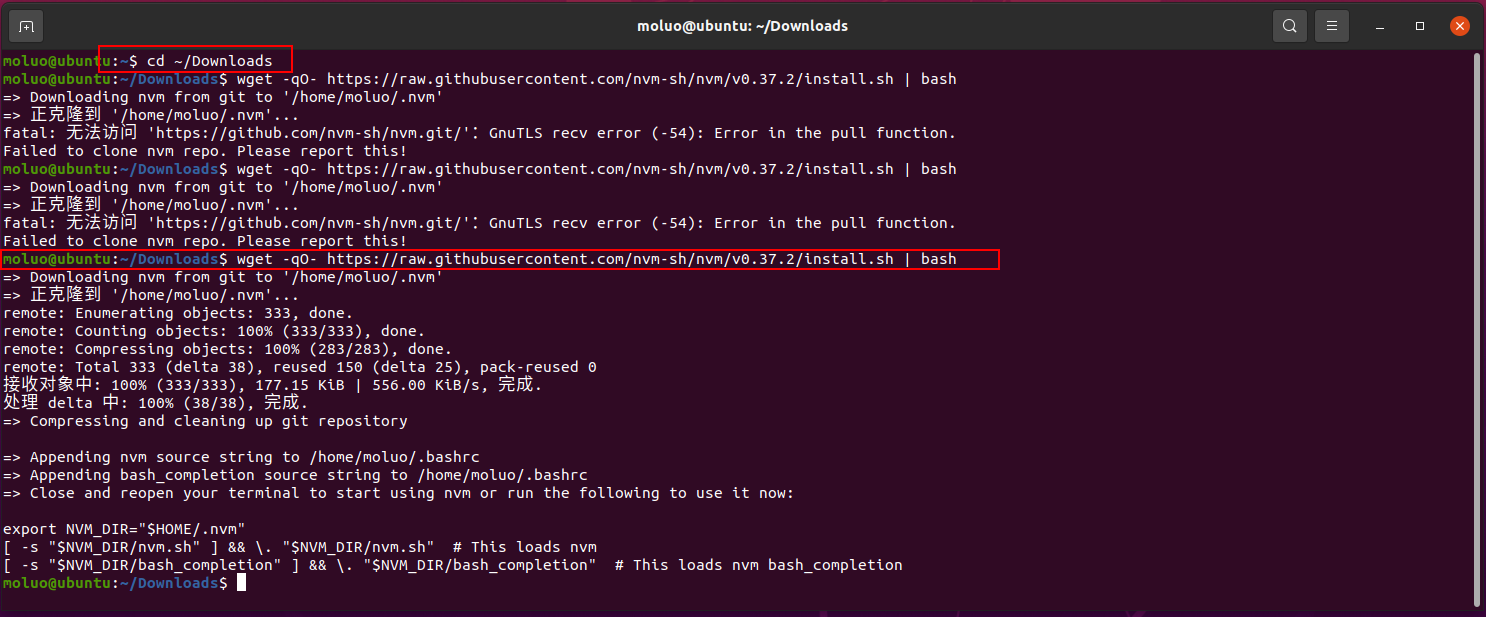 moluo@ubuntu: ~/Downloads
moluo@ubuntu:~$ cd ~/Downloads
moluo@ubuntu:~/Downloads$ wget -qO- https://raw.githubusercontent.com/nvm-sh/nvm/v0.37.2/install.sh | bash
=> Downloading nvm from git to '/home/moluo/.nvm'
=> 正克隆到 '/home/moluo/.nvm'...
fatal: 无法访问 'https://github.com/nvm-sh/nvm.git/'：GnuTLS recv error (-54): Error in the pull function.
Failed to clone nvm repo. Please report this!
moluo@ubuntu:~/Downloads$ wget -qO- https://raw.githubusercontent.com/nvm-sh/nvm/v0.37.2/install.sh | bash
=> Downloading nvm from git to '/home/moluo/.nvm'
=> 正克隆到 '/home/moluo/.nvm'...
fatal: 无法访问 'https://github.com/nvm-sh/nvm.git/'：GnuTLS recv error (-54): Error in the pull function.
Failed to clone nvm repo. Please report this!
moluo@ubuntu:~/Downloads$ wget -qO- https://raw.githubusercontent.com/nvm-sh/nvm/v0.37.2/install.sh | bash
=> Downloading nvm from git to '/home/moluo/.nvm'
=> 正克隆到 '/home/moluo/.nvm'...
remote: Enumerating objects: 333, done.
remote: Counting objects: 100% (333/333), done.
remote: Compressing objects: 100% (283/283), done.
remote: Total 333 (delta 38), reused 150 (delta 25), pack-reused 0
接收对象中: 100% (333/333), 177.15 KiB | 556.00 KiB/s, 完成.
处理 delta 中: 100% (38/38), 完成.
=> Compressing and cleaning up git repository
=> Appending nvm source string to /home/moluo/.bashrc
=> Appending bash_completion source string to /home/moluo/.bashrc
=> Close and reopen your terminal to start using nvm or run the following to use it now:
export NVM_DIR="$HOME/.nvm"
[ -s "$NVM_DIR/nvm.sh" ] && \. "$NVM_DIR/nvm.sh"  # This loads nvm
[ -s "$NVM_DIR/bash_completion" ] && \. "$NVM_DIR/bash_completion"  # This loads nvm bash_completion
moluo@ubuntu:~/Downloads$